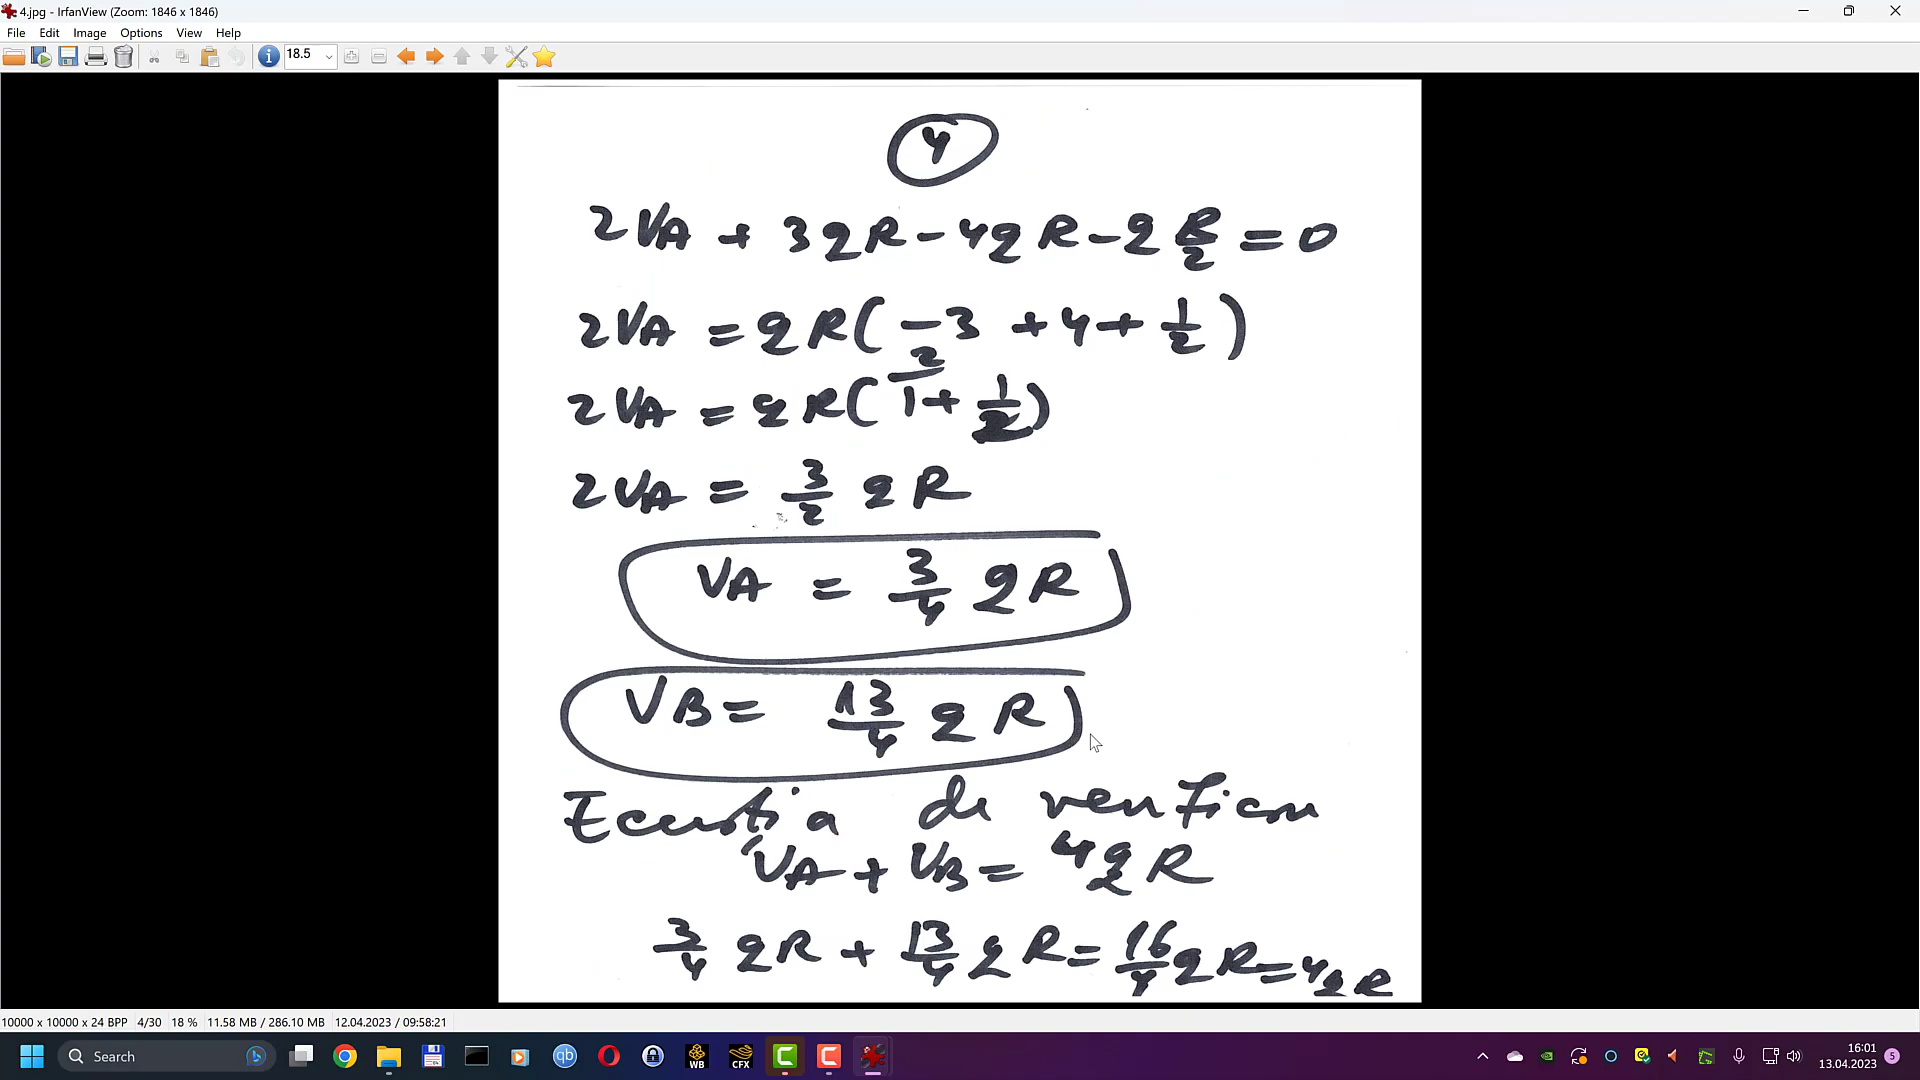 4.jpg - IrfanView (Zoom: 1846 x 1846)
File Edit Image Options View Help
18.5
4
2VA + 3qR - 4qR - q R/2 = 0
2VA = qR( -3 + 4 + 1/2 )
2
2VA = qR( 1 + 1/2 )
2VA = 3/2 qR
VA = 3/4 qR
VB = 13/4 qR
Ecuatia de
VA + VB = 4qR
3/4 qR + 13/4 qR = 16/4 qR = 4qR
10000 x 10000 x 24 BPP 4/30 18 % 11.58 MB / 286.10 MB 12.04.2023 / 09:58:21
Search
qb
WB
CFX
16:01
13.04.2023
5